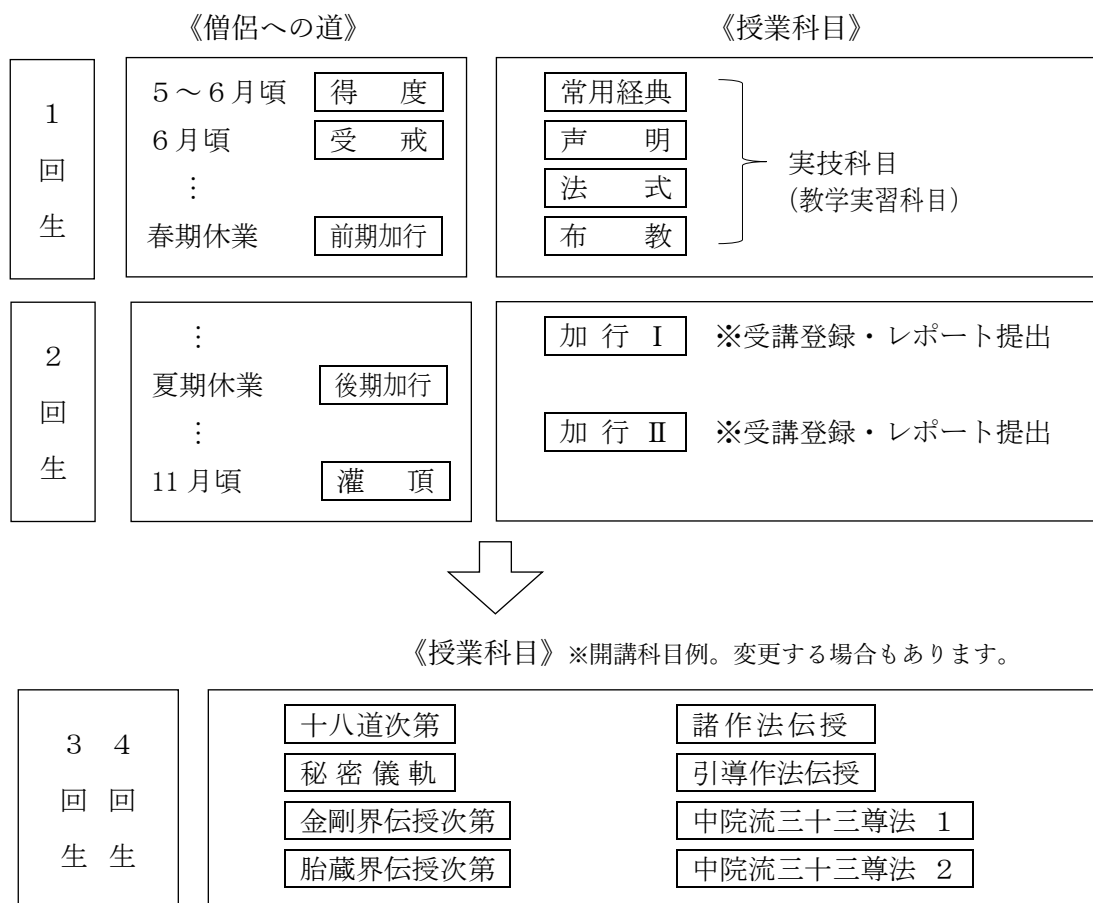 《僧侶への道》 《授業科目》
1回生
5～6月頃 得 度
6月頃 受 戒
⋮
春期休業 前期加行
常用経典
声 明
法 式
布 教
実技科目
(教学実習科目)
2回生
⋮
夏期休業 後期加行
⋮
11月頃 灌 頂
加 行 Ⅰ ※受講登録・レポート提出
加 行 Ⅱ ※受講登録・レポート提出
《授業科目》※開講科目例。変更する場合もあります。
3回生
4回生
十八道次第
秘密儀軌
金剛界伝授次第
胎蔵界伝授次第
諸作法伝授
引導作法伝授
中院流三十三尊法 1
中院流三十三尊法 2